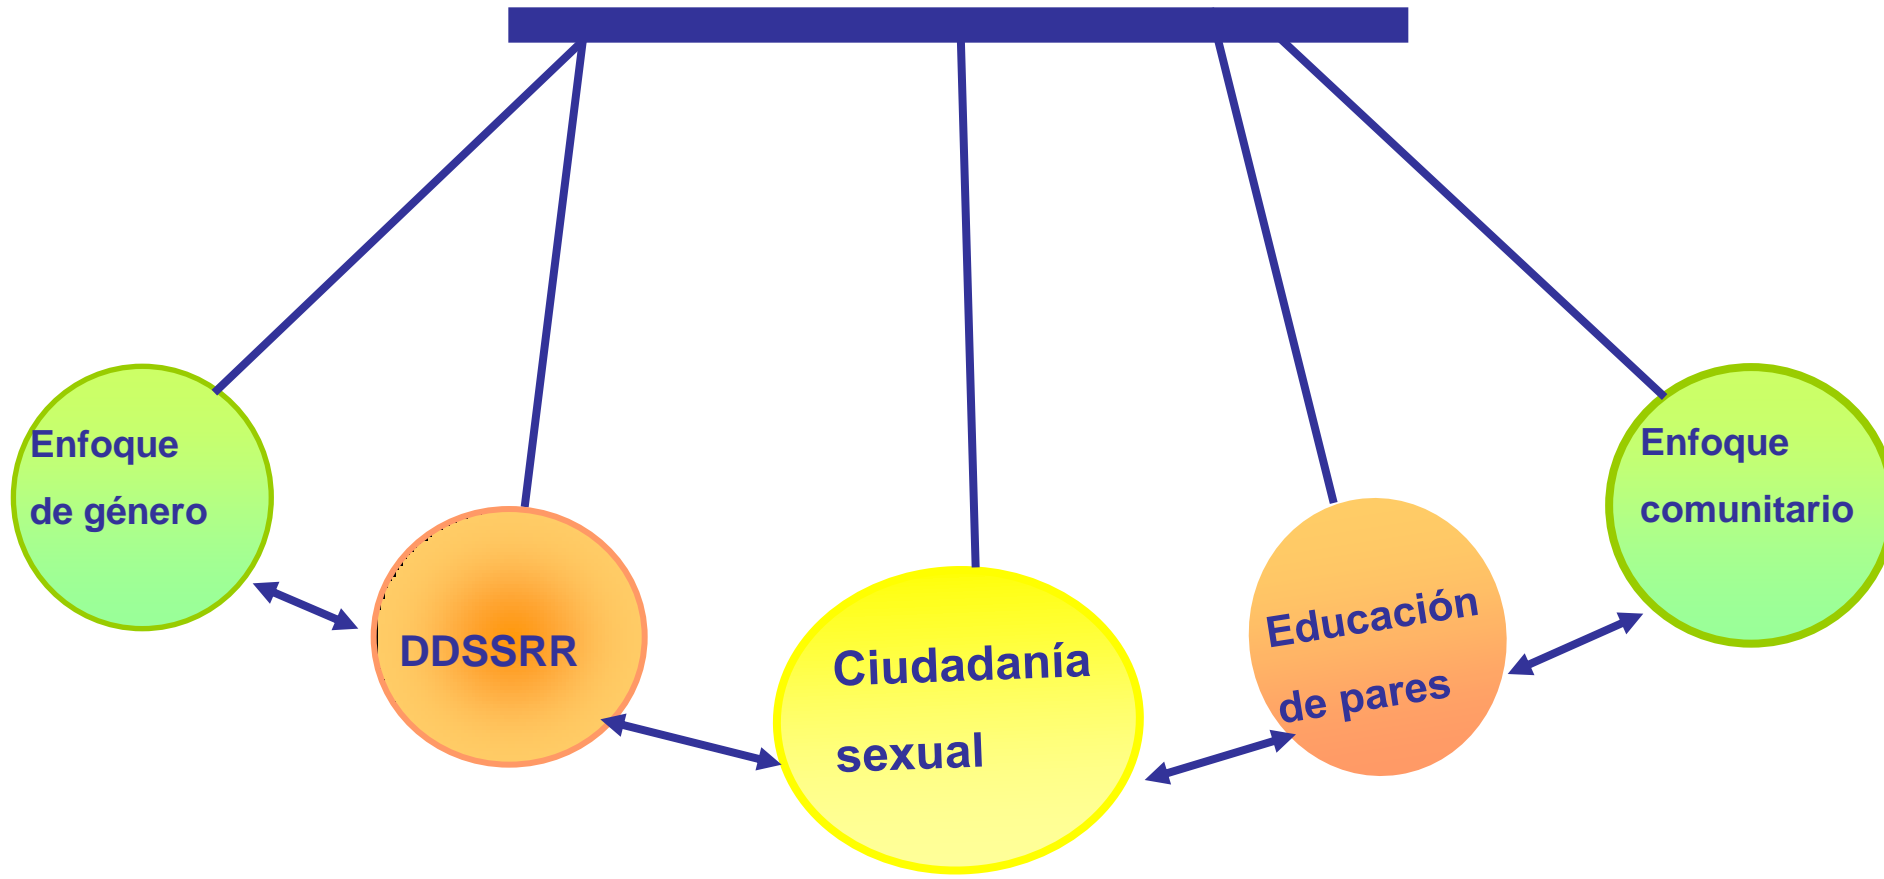 Enfoque
de género
DDSSRR
Ciudadanía
sexual
Educación
de pares
Enfoque
comunitario